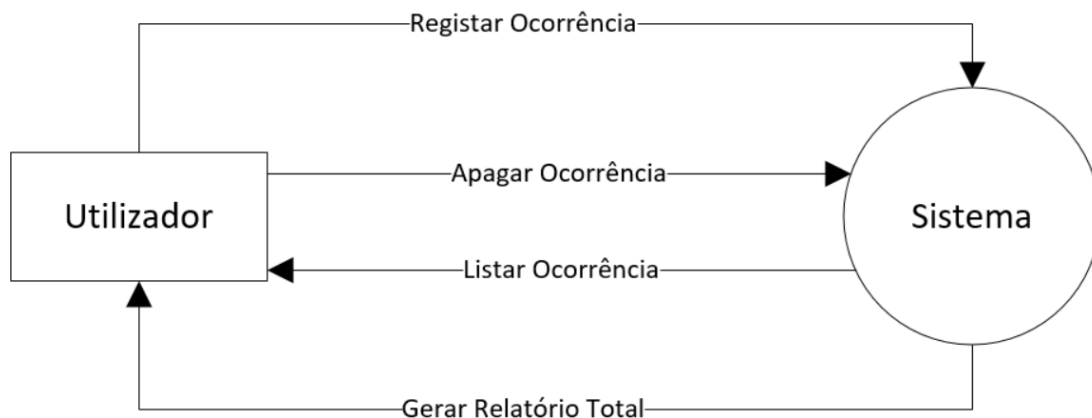 Registar Ocorrência
Apagar Ocorrência
Utilizador
Sistema
Listar Ocorrência
Gerar Relatório Total